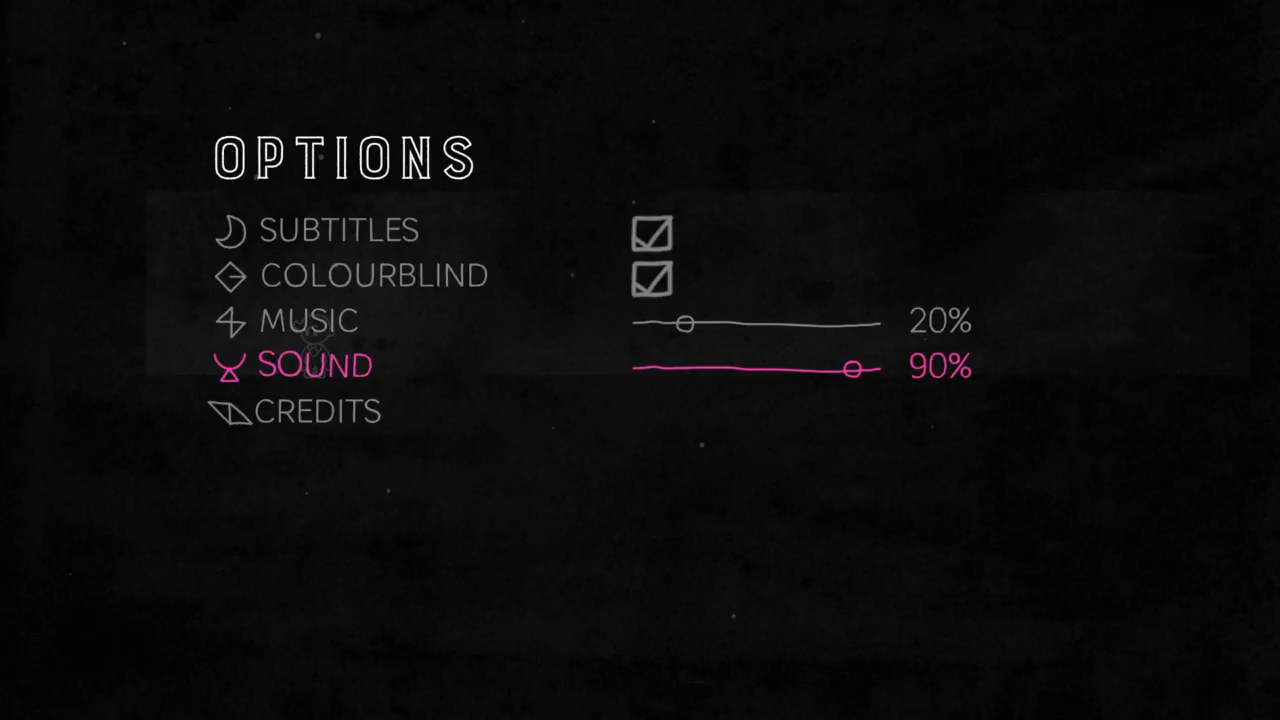 OPTIONS
SUBTITLES
COLOURBLIND
MUSIC 20%
SOUND 90%
CREDITS